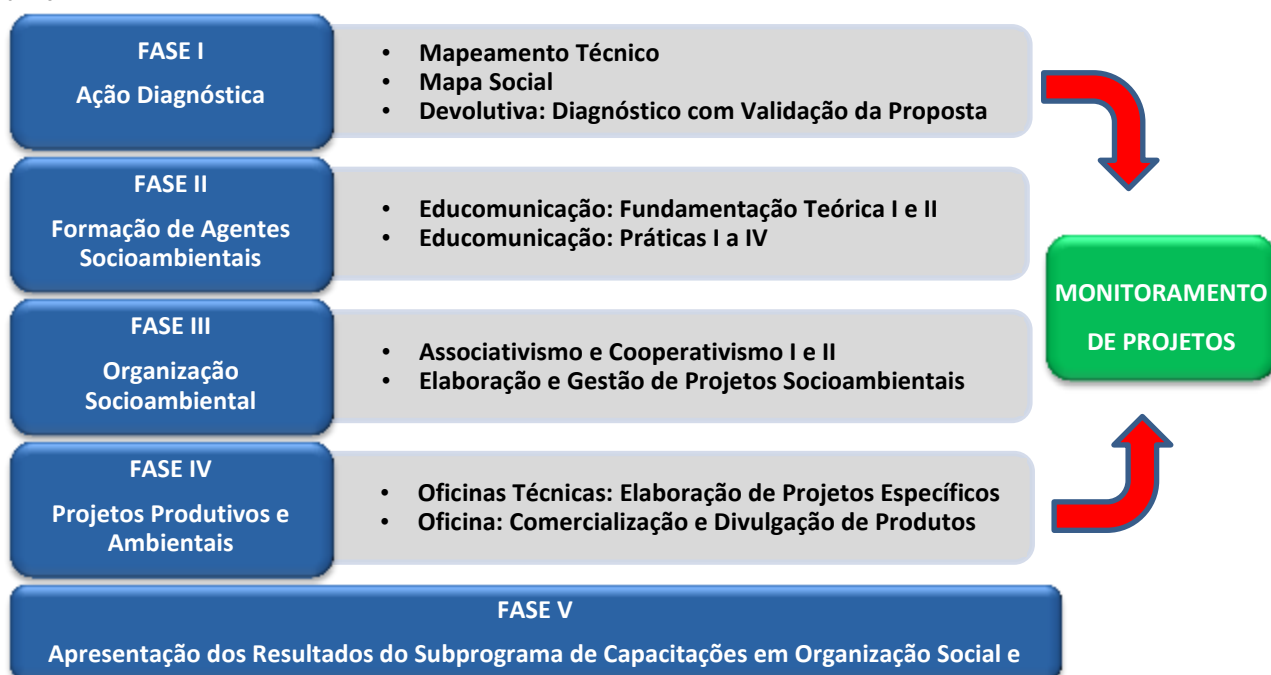 FASE I
Ação Diagnóstica
• Mapeamento Técnico
• Mapa Social
• Devolutiva: Diagnóstico com Validação da Proposta
FASE II
Formação de Agentes
Socioambientais
• Educomunicação: Fundamentação Teórica I e II
• Educomunicação: Práticas I a IV
FASE III
Organização
Socioambiental
• Associativismo e Cooperativismo I e II
• Elaboração e Gestão de Projetos Socioambientais
FASE IV
Projetos Produtivos e
Ambientais
• Oficinas Técnicas: Elaboração de Projetos Específicos
• Oficina: Comercialização e Divulgação de Produtos
MONITORAMENTO
DE PROJETOS
FASE V
Apresentação dos Resultados do Subprograma de Capacitações em Organização Social e